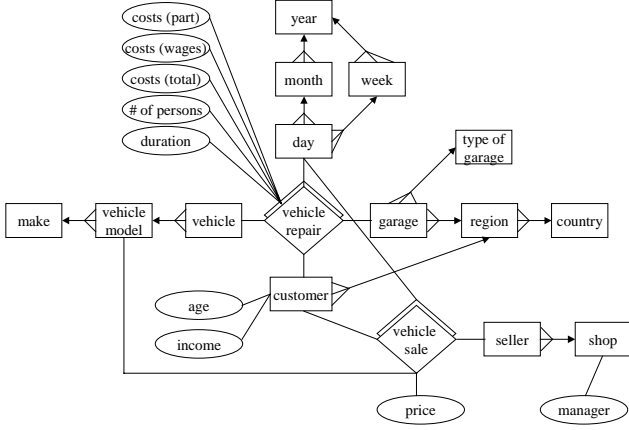 costs (part)
costs (wages)
costs (total)
# of persons
duration
year
month
week
day
type of
garage
make
vehicle
model
vehicle
vehicle
repair
garage
region
country
customer
age
income
vehicle
sale
seller
shop
price
manager